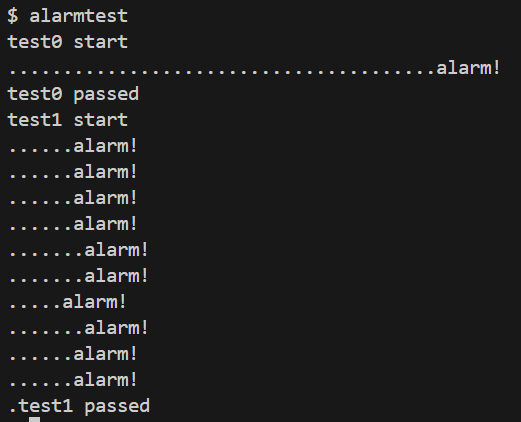 $ alarmtest
test0 start
.......................................alarm!
test0 passed
test1 start
......alarm!
......alarm!
......alarm!
......alarm!
.......alarm!
.......alarm!
.....alarm!
.......alarm!
......alarm!
......alarm!
.test1 passed